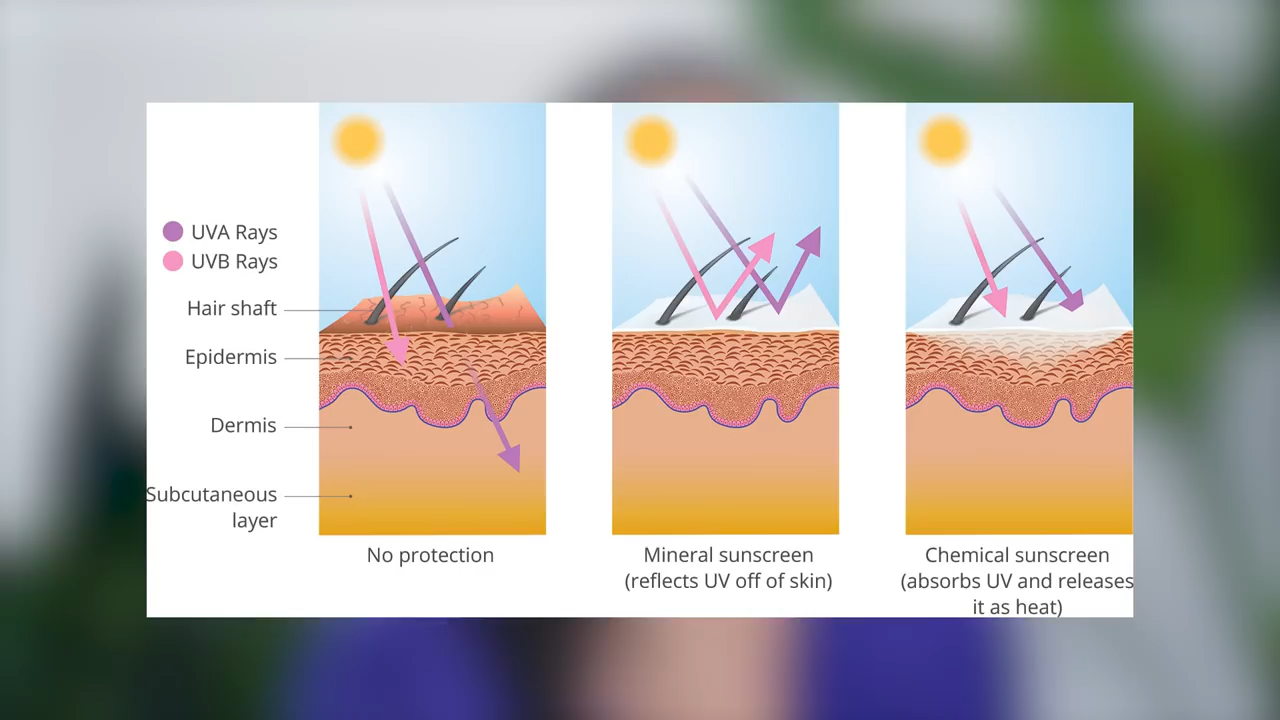 UVA Rays
UVB Rays
Hair shaft
Epidermis
Dermis
Subcutaneous
layer
No protection
Mineral sunscreen
(reflects UV off of skin)
Chemical sunscreen
(absorbs UV and releases
it as heat)